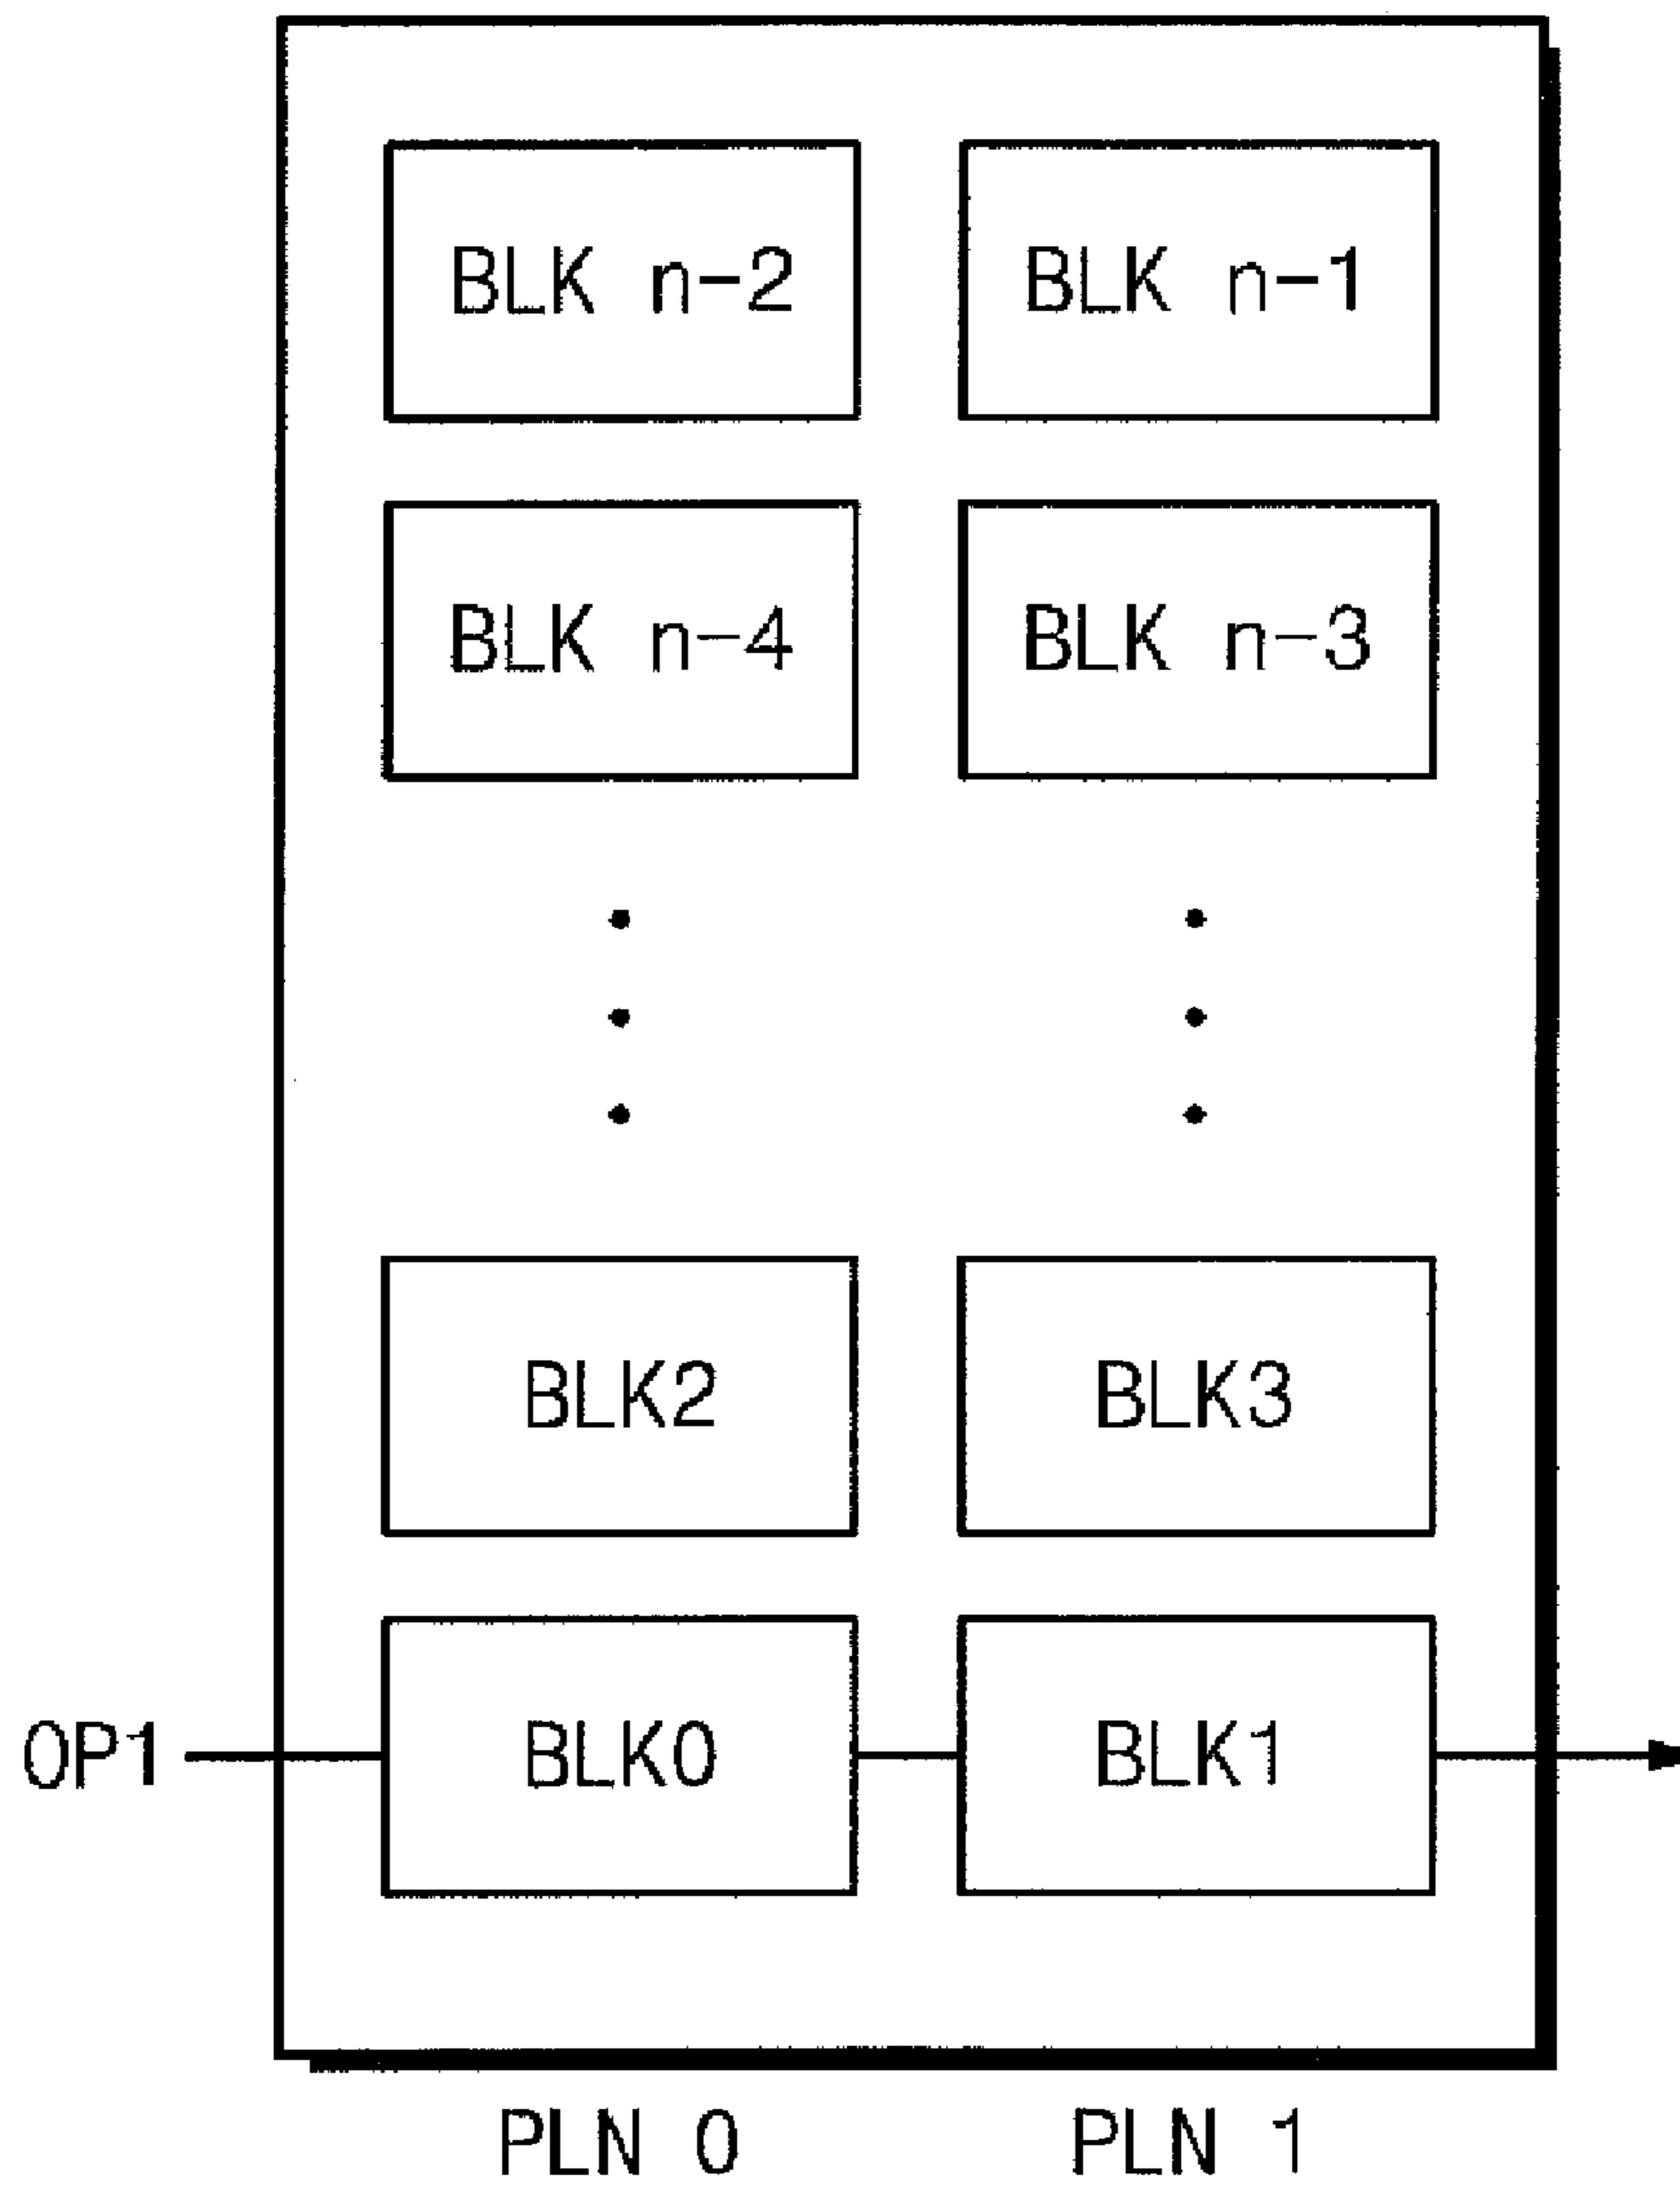 BLK n-2 BLK n-1
BLK n-4 BLK n-3
BLK2 BLK3
OP1 BLK0 BLK1
PLN 0 PLN 1